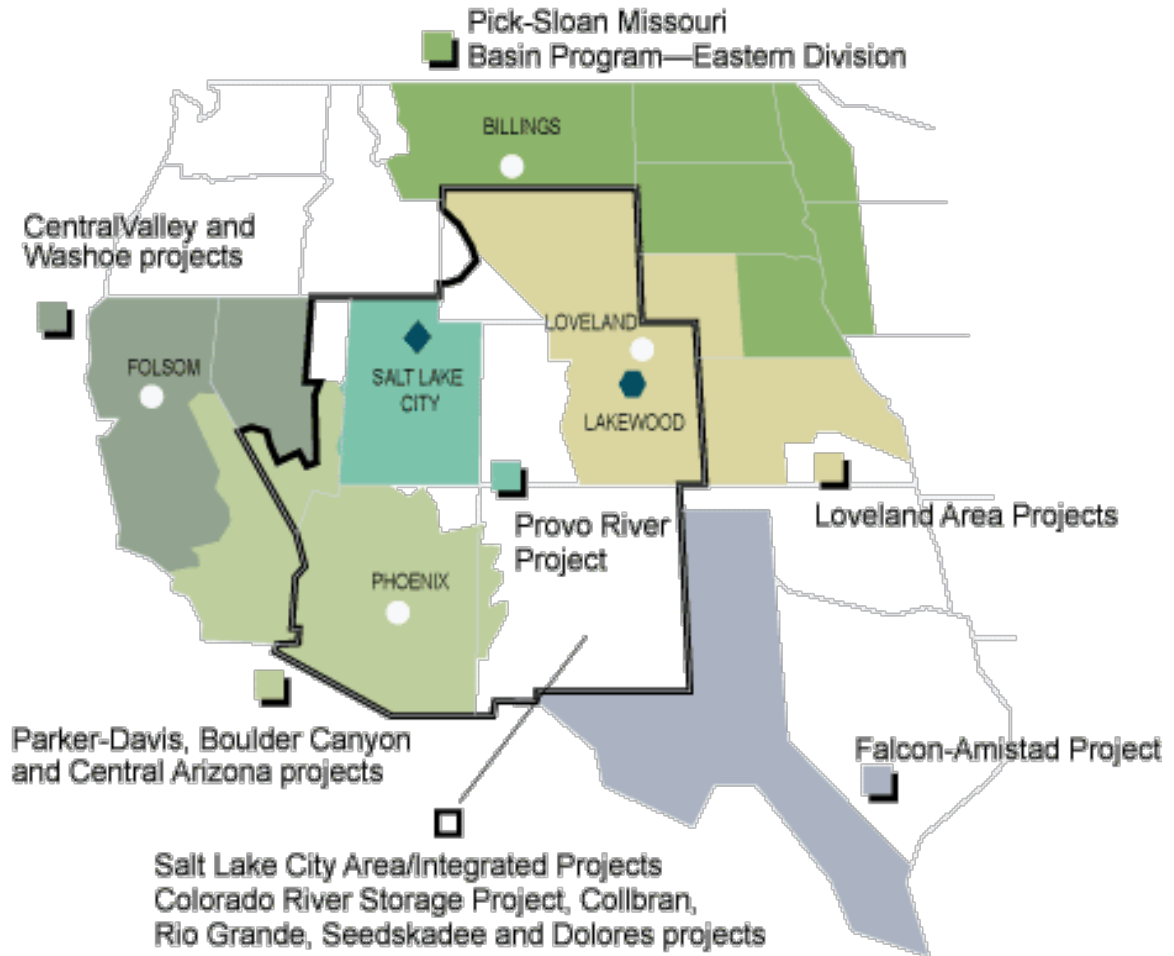 Pick-Sloan Missouri
Basin Program—Eastern Division
BILLINGS
CentralValley and
Washoe projects
LOVELAND
FOLSOM
SALT LAKE
CITY
LAKEWOOD
Provo River
Project
Loveland Area Projects
PHOENIX
Parker-Davis, Boulder Canyon
and Central Arizona projects
Falcon-Amistad Project
Salt Lake City Area/Integrated Projects
Colorado River Storage Project, Collbran,
Rio Grande, Seedskadee and Dolores projects